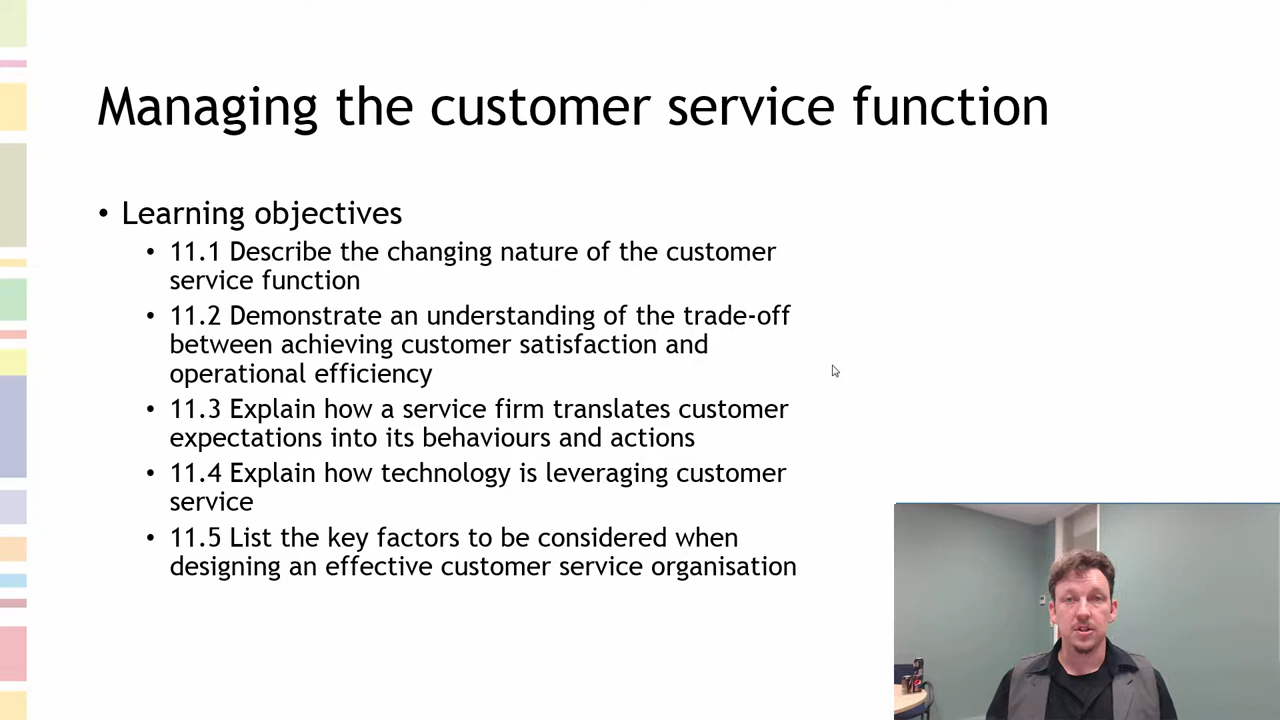 Managing the customer service function
• Learning objectives
• 11.1 Describe the changing nature of the customer
service function
• 11.2 Demonstrate an understanding of the trade-off
between achieving customer satisfaction and
operational efficiency
• 11.3 Explain how a service firm translates customer
expectations into its behaviours and actions
• 11.4 Explain how technology is leveraging customer
service
• 11.5 List the key factors to be considered when
designing an effective customer service organisation